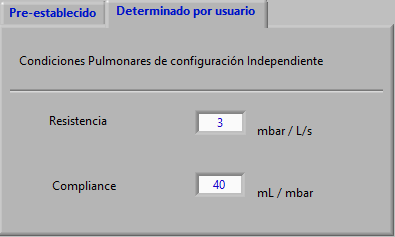 Pre-establecido Determinado por usuario
Condiciones Pulmonares de configuración Independiente
Resistencia 3 mbar / L/s
Compliance 40 mL / mbar